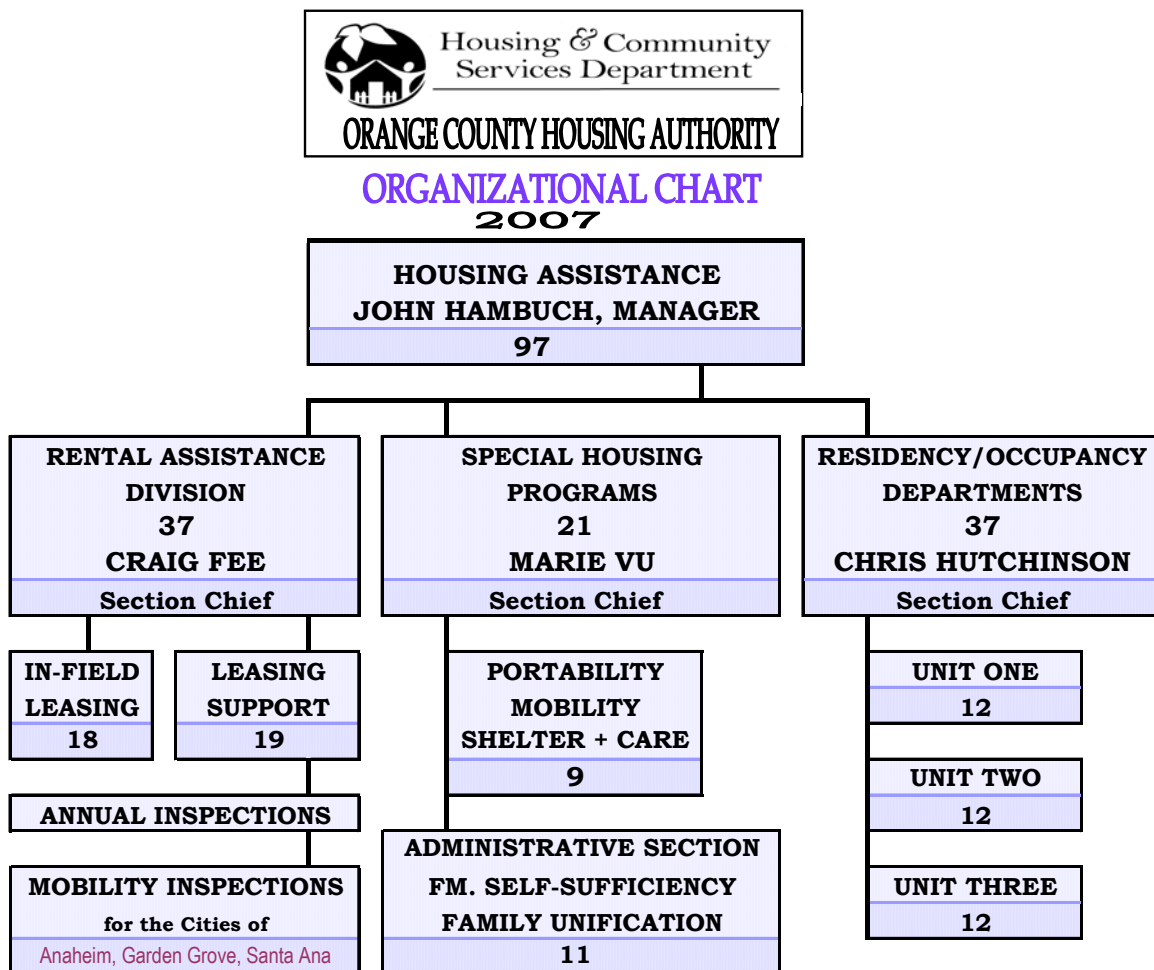 Housing & Community
Services Department
ORANGE COUNTY HOUSING AUTHORITY
ORGANIZATIONAL CHART
2007
HOUSING ASSISTANCE
JOHN HAMBUCH, MANAGER
97
RENTAL ASSISTANCE
DIVISION
37
CRAIG FEE
Section Chief
SPECIAL HOUSING
PROGRAMS
21
MARIE VU
Section Chief
RESIDENCY/OCCUPANCY
DEPARTMENTS
37
CHRIS HUTCHINSON
Section Chief
IN-FIELD
LEASING
18
LEASING
SUPPORT
19
ANNUAL INSPECTIONS
MOBILITY INSPECTIONS
for the Cities of
Anaheim, Garden Grove, Santa Ana
PORTABILITY
MOBILITY
SHELTER + CARE
9
ADMINISTRATIVE SECTION
FM. SELF-SUFFICIENCY
FAMILY UNIFICATION
11
UNIT ONE
12
UNIT TWO
12
UNIT THREE
12